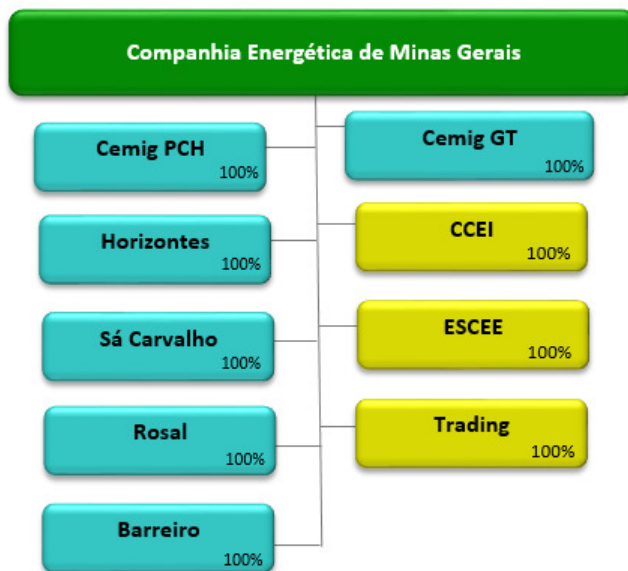 Companhia Energética de Minas Gerais
Cemig PCH
100%
Cemig GT
100%
Horizontes
100%
CCEI
100%
Sá Carvalho
100%
ESCEE
100%
Rosal
100%
Trading
100%
Barreiro
100%